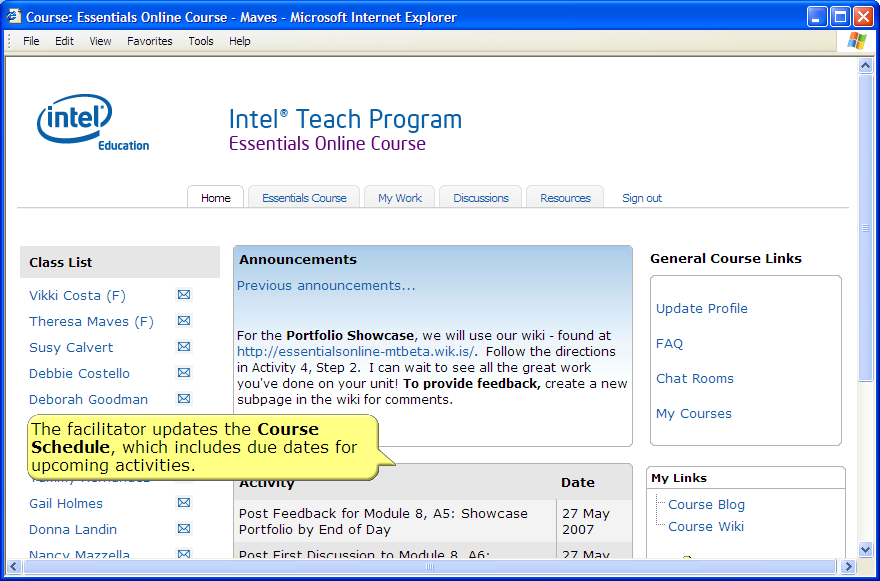 Course: Essentials Online Course - Maves - Microsoft Internet Explorer
File Edit View Favorites Tools Help
intel®
Education
Intel® Teach Program
Essentials Online Course
Home Essentials Course My Work Discussions Resources Sign out
Class List
Vikki Costa (F)
Theresa Maves (F)
Susy Calvert
Debbie Costello
Deborah Goodman
The facilitator updates the Course
Schedule, which includes due dates for
upcoming activities.
Tammy Hernandez
Gail Holmes
Donna Landin
Nancy Mazzella
Announcements
Previous announcements...
For the Portfolio Showcase, we will use our wiki - found at
http://essentialsonline-mtbeta.wik.is/. Follow the directions
in Activity 4, Step 2. I can wait to see all the great work
you've done on your unit! To provide feedback, create a new
subpage in the wiki for comments.
Activity Date
Post Feedback for Module 8, A5: Showcase 27 May
Portfolio by End of Day 2007
Post First Discussion to Module 8, A6: 27 May
General Course Links
Update Profile
FAQ
Chat Rooms
My Courses
My Links
Course Blog
Course Wiki